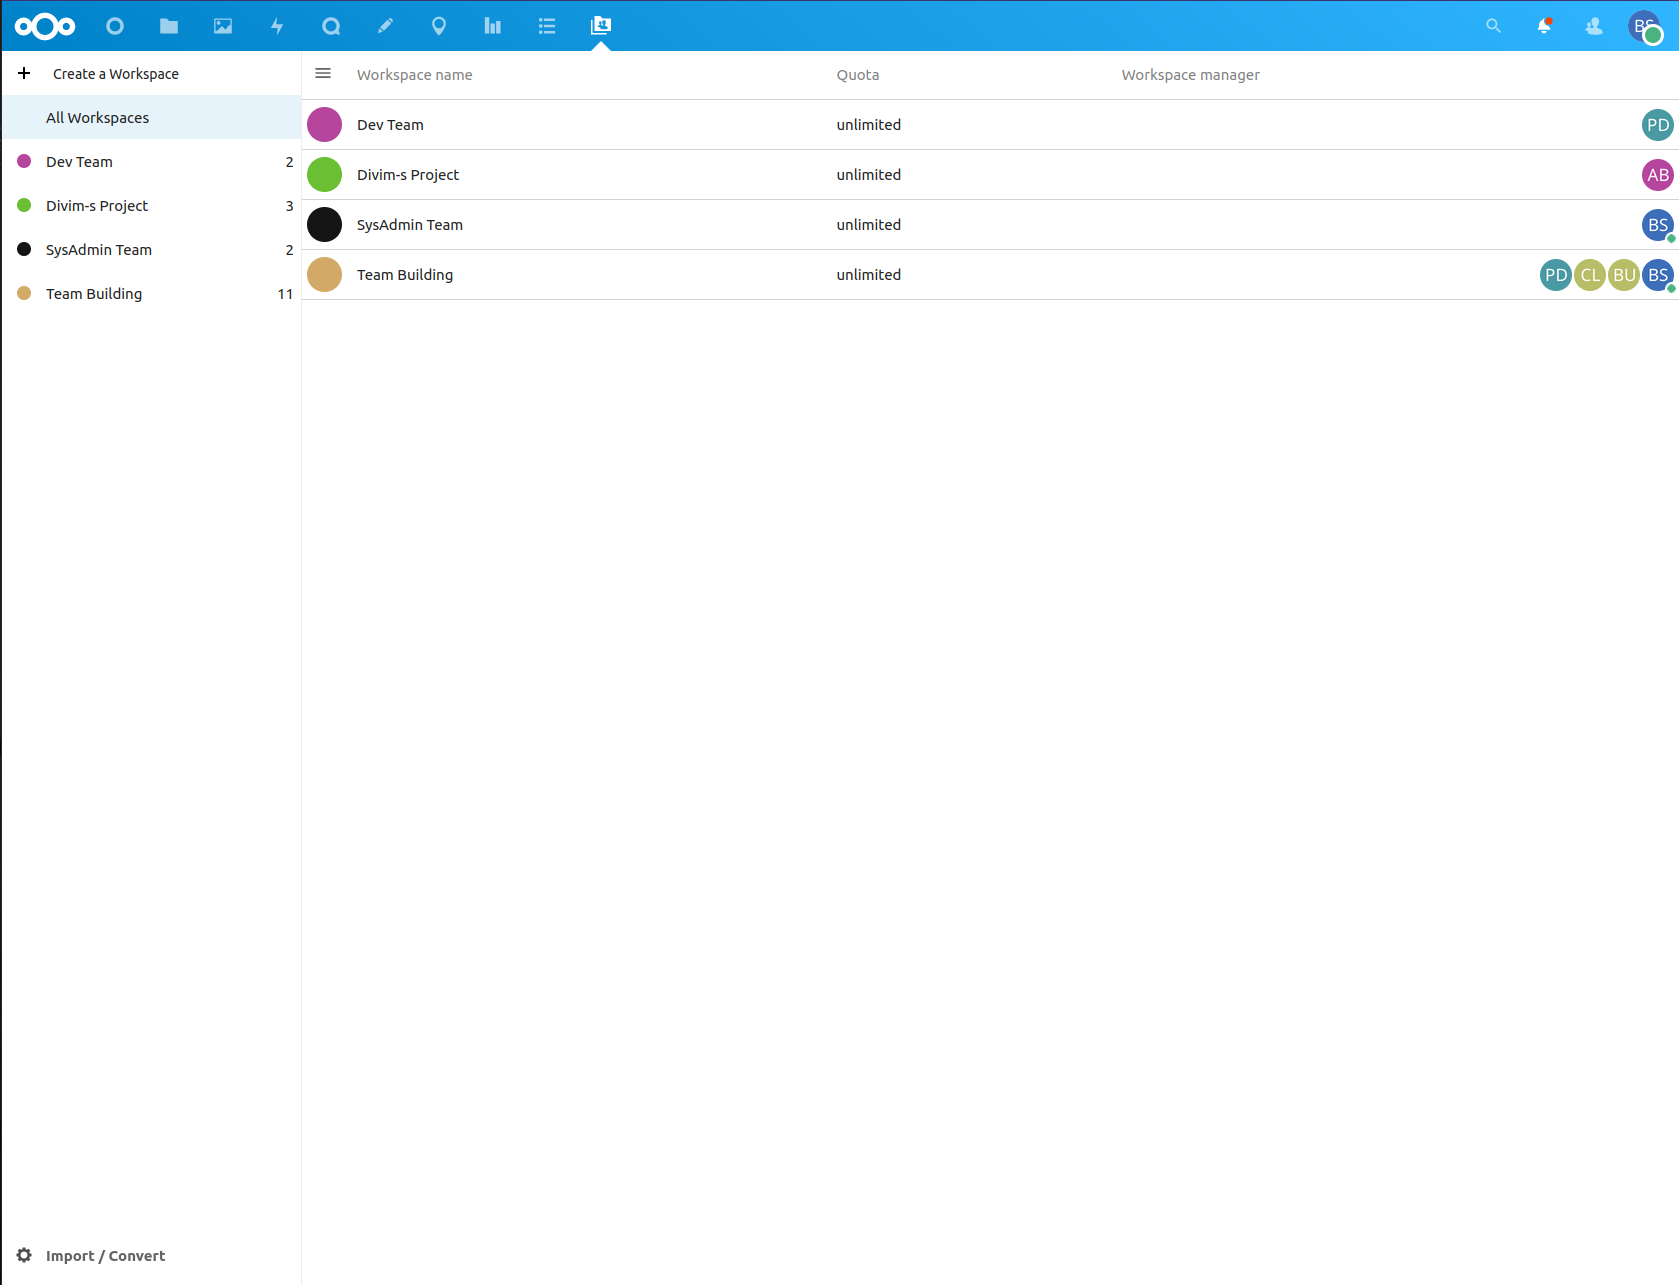 BS
Create a Workspace
Workspace name Quota Workspace manager
All Workspaces
Dev Team 2
Divim-s Project 3
SysAdmin Team 2
Team Building 11
Dev Team unlimited PD
Divim-s Project unlimited AB
SysAdmin Team unlimited BS
Team Building unlimited PD CL BU BS
Import / Convert